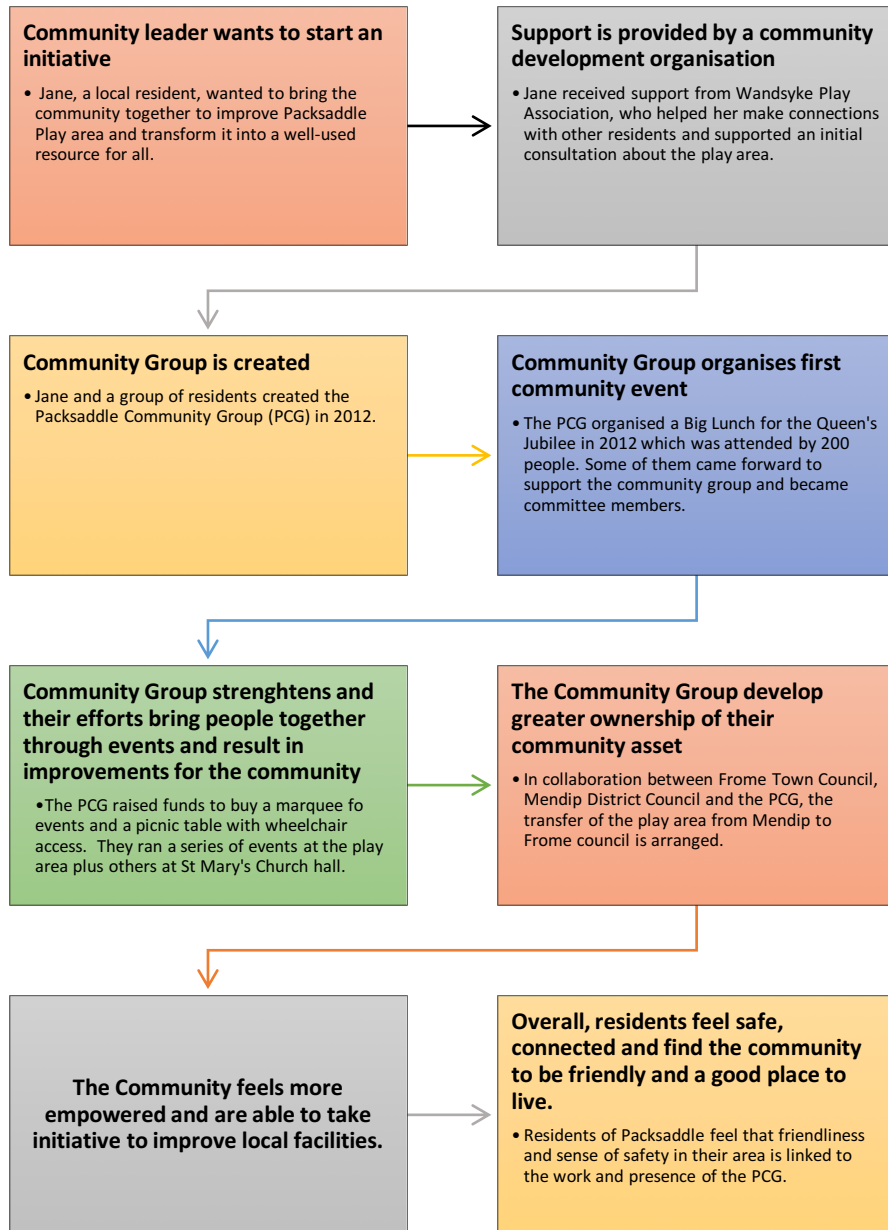 Community leader wants to start an
initiative
• Jane, a local resident, wanted to bring the
community together to improve Packsaddle
Play area and transform it into a well-used
resource for all.
Support is provided by a community
development organisation
• Jane received support from Wandsyke Play
Association, who helped her make connections
with other residents and supported an initial
consultation about the play area.
Community Group is created
• Jane and a group of residents created the
Packsaddle Community Group (PCG) in 2012.
Community Group organises first
community event
• The PCG organised a Big Lunch for the Queen's
Jubilee in 2012 which was attended by 200
people. Some of them came forward to
support the community group and became
committee members.
Community Group strenghtens and
their efforts bring people together
through events and result in
improvements for the community
•The PCG raised funds to buy a marquee fo
events and a picnic table with wheelchair
access. They ran a series of events at the play
area plus others at St Mary's Church hall.
The Community Group develop
greater ownership of their
community asset
• In collaboration between Frome Town Council,
Mendip District Council and the PCG, the
transfer of the play area from Mendip to
Frome council is arranged.
The Community feels more
empowered and are able to take
initiative to improve local facilities.
Overall, residents feel safe,
connected and find the community
to be friendly and a good place to
live.
• Residents of Packsaddle feel that friendliness
and sense of safety in their area is linked to
the work and presence of the PCG.